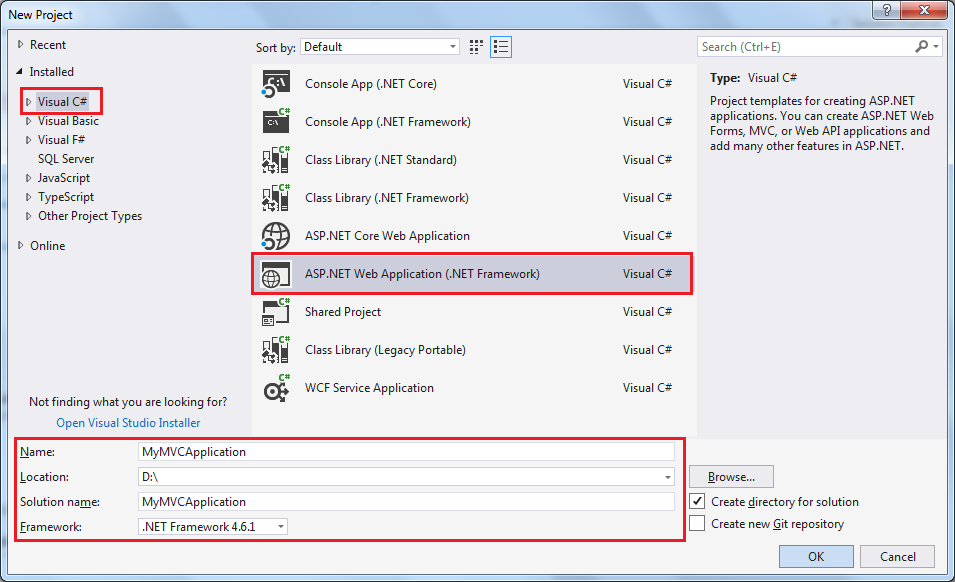 New Project
Recent
Installed
Visual C#
Visual Basic
Visual F#
SQL Server
JavaScript
TypeScript
Other Project Types
Online
Not finding what you are looking for?
Open Visual Studio Installer
Sort by: Default
Console App (.NET Core) Visual C#
Console App (.NET Framework) Visual C#
Class Library (.NET Standard) Visual C#
Class Library (.NET Framework) Visual C#
ASP.NET Core Web Application Visual C#
ASP.NET Web Application (.NET Framework) Visual C#
Shared Project Visual C#
Class Library (Legacy Portable) Visual C#
WCF Service Application Visual C#
Search (Ctrl+E)
Type: Visual C#
Project templates for creating ASP.NET
applications. You can create ASP.NET Web
Forms, MVC, or Web API applications and
add many other features in ASP.NET.
Name: MyMVCApplication
Location: D:\
Solution name: MyMVCApplication
Framework: .NET Framework 4.6.1
Browse...
Create directory for solution
Create new Git repository
OK
Cancel